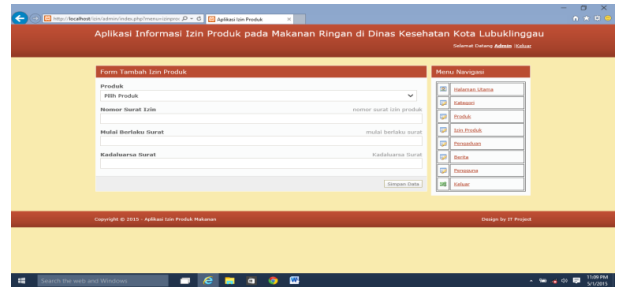 http://localhost/izin/admin/index.php?menu=izinpro
Aplikasi Izin Produk
Aplikasi Informasi Izin Produk pada Makanan Ringan di Dinas Kesehatan Kota Lubuklinggau
Selamat Datang Admin |Keluar
Form Tambah Izin Produk
Produk
Pilih Produk
Nomor Surat Izin nomor surat izin produk
Mulai Berlaku Surat mulai berlaku surat
Kadaluarsa Surat Kadaluarsa Surat
Simpan Data
Menu Navigasi
Halaman Utama
Kategori
Produk
Izin Produk
Pengaduan
Berita
Pengguna
Keluar
Copyright © 2015 - Aplikasi Izin Produk Makanan Design by IT Project
Search the web and Windows
11:09 PM
5/1/2015